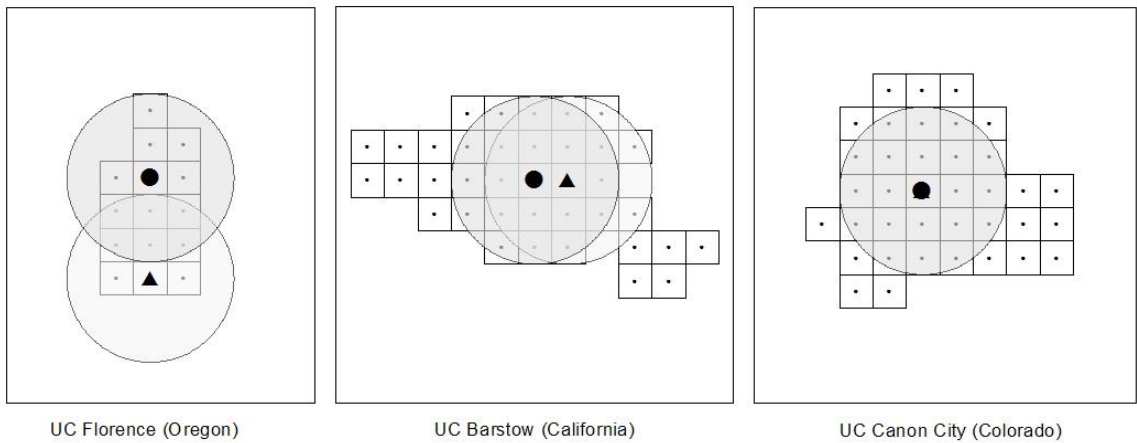 UC Florence (Oregon)
UC Barstow (California)
UC Canon City (Colorado)